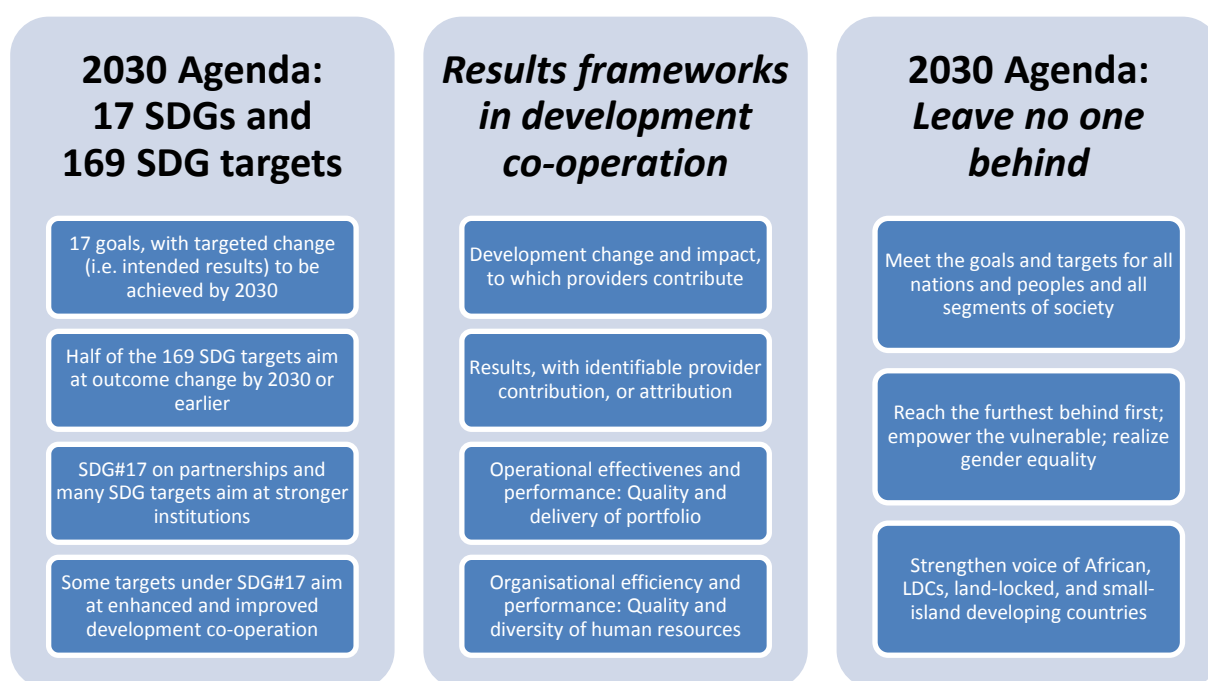 2030 Agenda:
17 SDGs and
169 SDG targets
17 goals, with targeted change
(i.e. intended results) to be
achieved by 2030
Half of the 169 SDG targets aim
at outcome change by 2030 or
earlier
SDG#17 on partnerships and
many SDG targets aim at stronger
institutions
Some targets under SDG#17 aim
at enhanced and improved
development co-operation
Results frameworks
in development
co-operation
Development change and impact,
to which providers contribute
Results, with identifiable provider
contribution, or attribution
Operational effectivenes and
performance: Quality and
delivery of portfolio
Organisational efficiency and
performance: Quality and
diversity of human resources
2030 Agenda:
Leave no one
behind
Meet the goals and targets for all
nations and peoples and all
segments of society
Reach the furthest behind first;
empower the vulnerable; realize
gender equality
Strengthen voice of African,
LDCs, land-locked, and small-
island developing countries